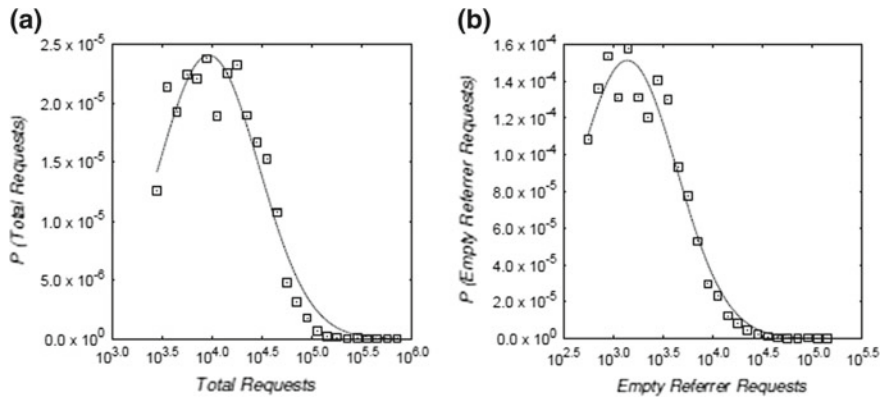 (a)
2.5 x 10⁻⁵
2.0 x 10⁻⁵
1.5 x 10⁻⁵
1.0 x 10⁻⁵
5.0 x 10⁻⁶
0.0 x 10⁰
P (Total Requests)
10³·⁰ 10³·⁵ 10⁴·⁰ 10⁴·⁵ 10⁵·⁰ 10⁵·⁵ 10⁶·⁰
Total Requests
(b)
1.6 x 10⁻⁴
1.4 x 10⁻⁴
1.2 x 10⁻⁴
1.0 x 10⁻⁴
8.0 x 10⁻⁵
6.0 x 10⁻⁵
4.0 x 10⁻⁵
2.0 x 10⁻⁵
0.0 x 10⁰
P (Empty Referrer Requests)
10²·⁵ 10³·⁰ 10³·⁵ 10⁴·⁰ 10⁴·⁵ 10⁵·⁰ 10⁵·⁵
Empty Referrer Requests